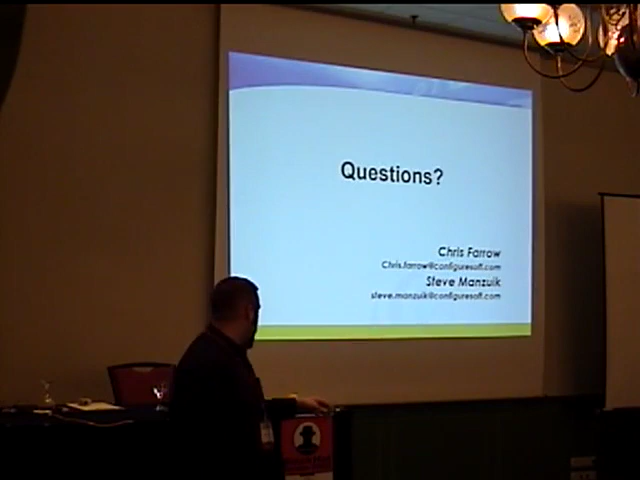 Questions?
Chris Farrow
Chris.farrow@configuresoft.com
Steve Manzuik
steve.manzuik@configuresoft.com